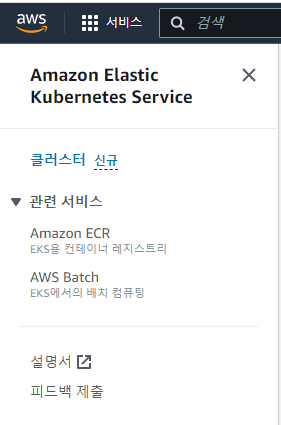 aws 서비스 검색
Amazon Elastic
Kubernetes Service
클러스터 신규
관련 서비스
Amazon ECR
EKS용 컨테이너 레지스트리
AWS Batch
EKS에서의 배치 컴퓨팅
설명서
피드백 제출